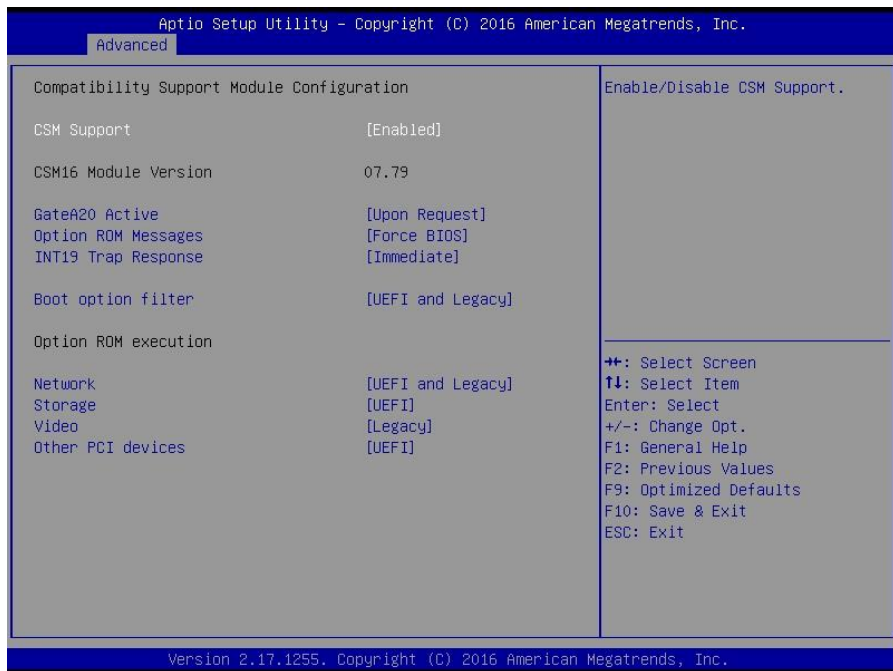 Aptio Setup Utility – Copyright (C) 2016 American Megatrends, Inc.
Advanced
Compatibility Support Module Configuration
CSM Support [Enabled]
CSM16 Module Version 07.79
GateA20 Active [Upon Request]
Option ROM Messages [Force BIOS]
INT19 Trap Response [Immediate]
Boot option filter [UEFI and Legacy]
Option ROM execution
Network [UEFI and Legacy]
Storage [UEFI]
Video [Legacy]
Other PCI devices [UEFI]
Enable/Disable CSM Support.
→←: Select Screen
↑↓: Select Item
Enter: Select
+/-: Change Opt.
F1: General Help
F2: Previous Values
F9: Optimized Defaults
F10: Save & Exit
ESC: Exit
Version 2.17.1255. Copyright (C) 2016 American Megatrends, Inc.